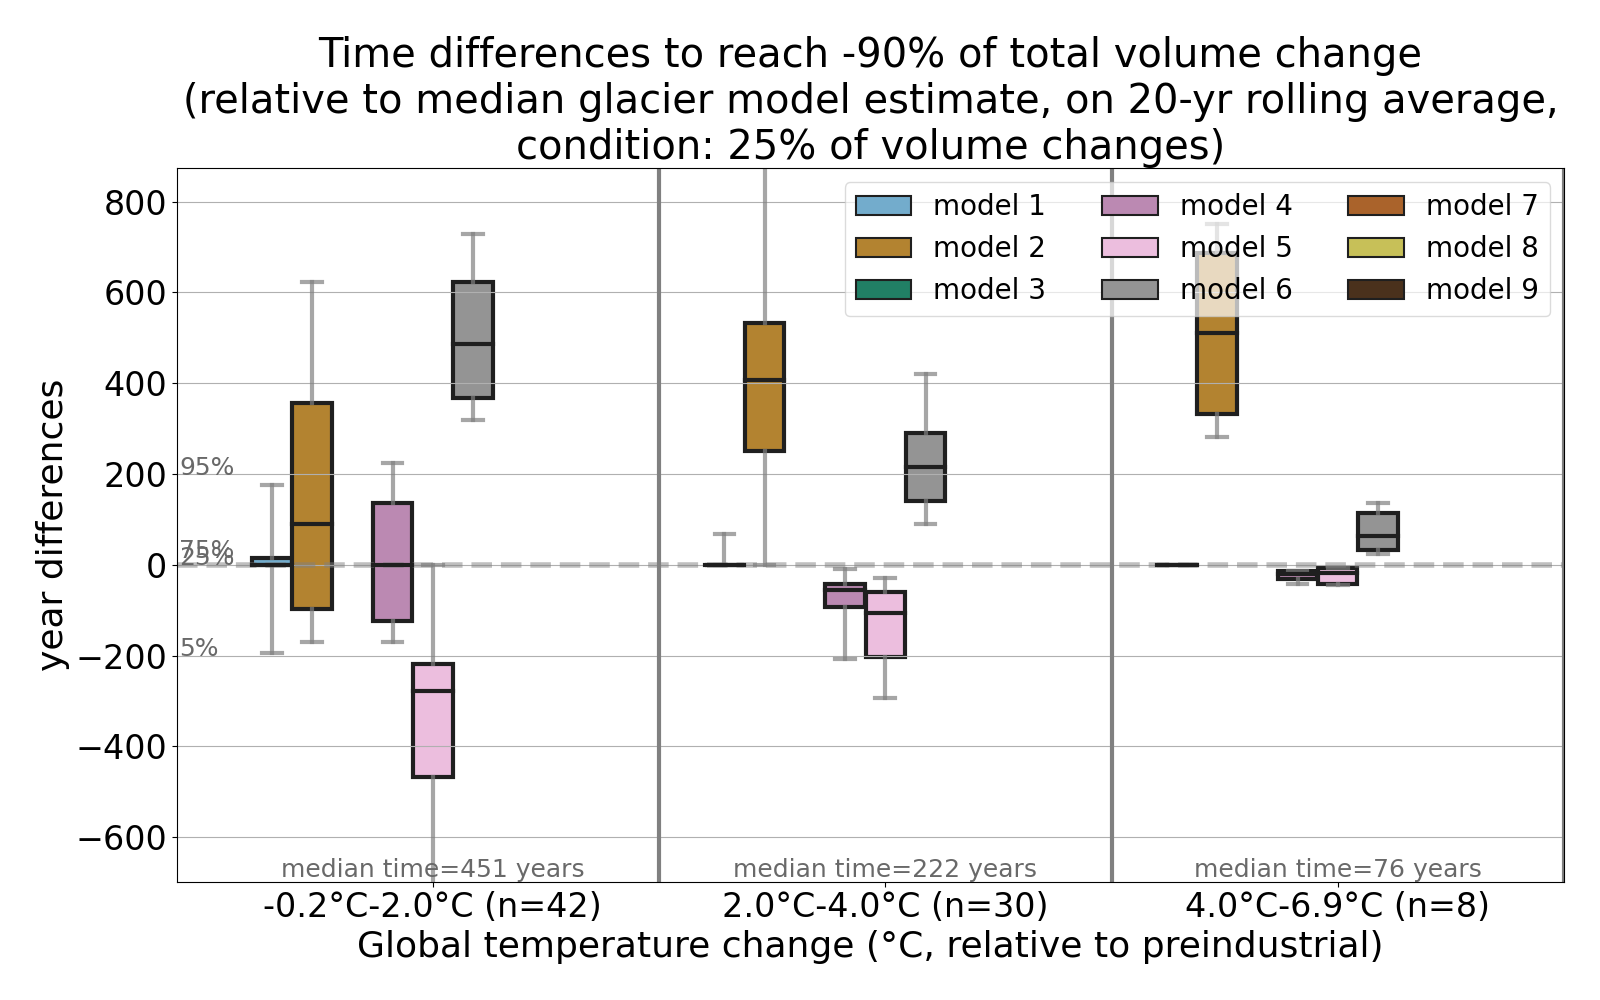 Time differences to reach -90% of total volume change
(relative to median glacier model estimate, on 20-yr rolling average,
condition: 25% of volume changes)
model 1
model 2
model 3
model 4
model 5
model 6
model 7
model 8
model 9
year differences
800
600
400
200
0
−200
−400
−600
95%
75%
25%
5%
median time=451 years
median time=222 years
median time=76 years
-0.2°C-2.0°C (n=42)
2.0°C-4.0°C (n=30)
4.0°C-6.9°C (n=8)
Global temperature change (°C, relative to preindustrial)